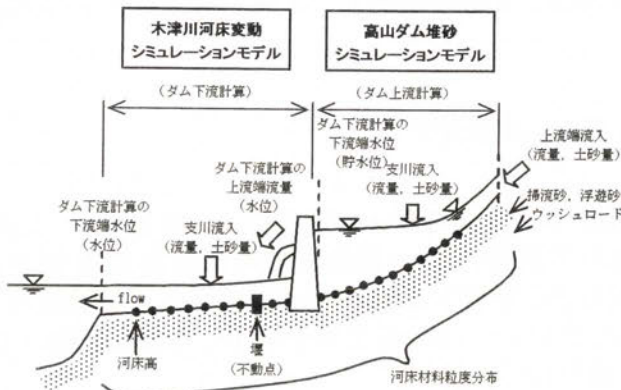 木津川河床変動
シミュレーションモデル
高山ダム堆砂
シミュレーションモデル
(ダム下流計算)
(ダム上流計算)
ダム下流計算の
下流端水位
(貯水位)
上流端流入
(流量，土砂量)
ダム下流計算の
上流端流量
(水位)
支川流入
(流量，土砂量)
掃流砂，浮遊砂
ウッシュロード
ダム下流計算の
下流端水位
(水位)
支川流入
(流量，土砂量)
flow
河床高
堰
(不動点)
河床材料粒度分布